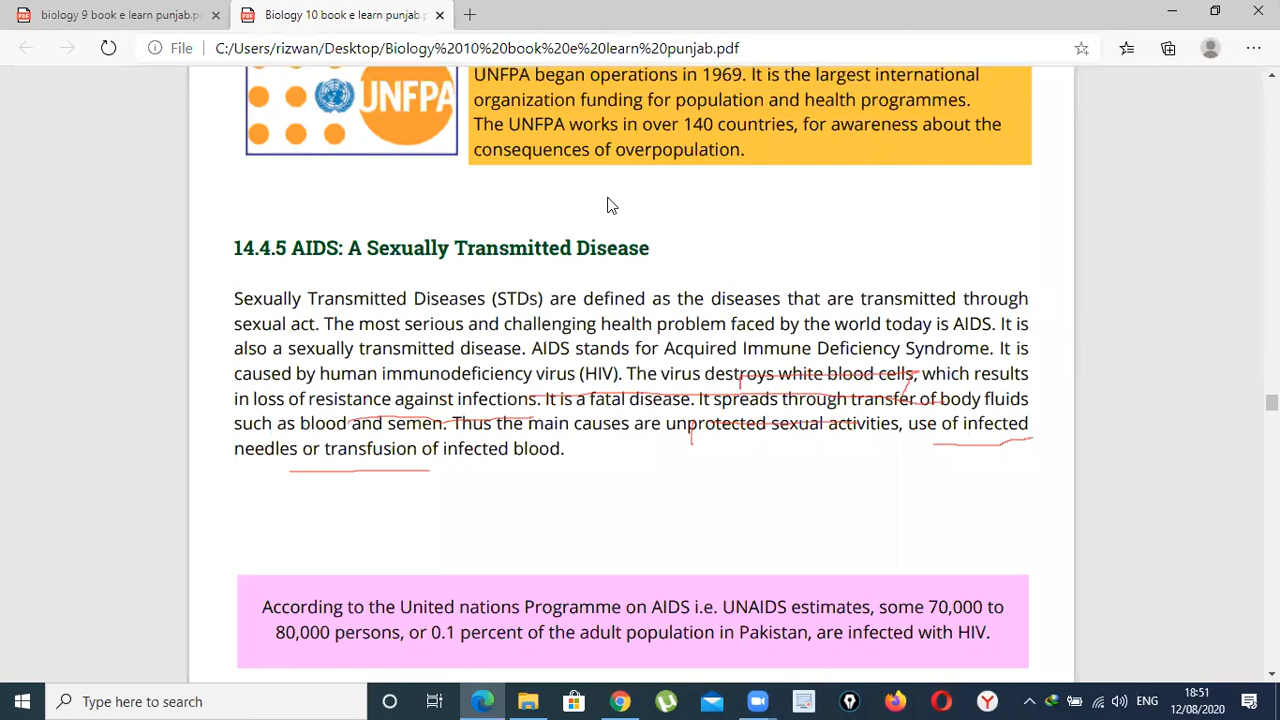 biology 9 book e learn punjab.pdf
Biology 10 book e learn punjab.pdf
File C:/Users/rizwan/Desktop/Biology%2010%20book%20e%20learn%20punjab.pdf
UNFPA
UNFPA began operations in 1969. It is the largest international
organization funding for population and health programmes.
The UNFPA works in over 140 countries, for awareness about the
consequences of overpopulation.
14.4.5 AIDS: A Sexually Transmitted Disease
Sexually Transmitted Diseases (STDs) are defined as the diseases that are transmitted through
sexual act. The most serious and challenging health problem faced by the world today is AIDS. It is
also a sexually transmitted disease. AIDS stands for Acquired Immune Deficiency Syndrome. It is
caused by human immunodeficiency virus (HIV). The virus destroys white blood cells, which results
in loss of resistance against infections. It is a fatal disease. It spreads through transfer of body fluids
such as blood and semen. Thus the main causes are unprotected sexual activities, use of infected
needles or transfusion of infected blood.
According to the United nations Programme on AIDS i.e. UNAIDS estimates, some 70,000 to
80,000 persons, or 0.1 percent of the adult population in Pakistan, are infected with HIV.
Type here to search
ENG
18:51
12/08/2020